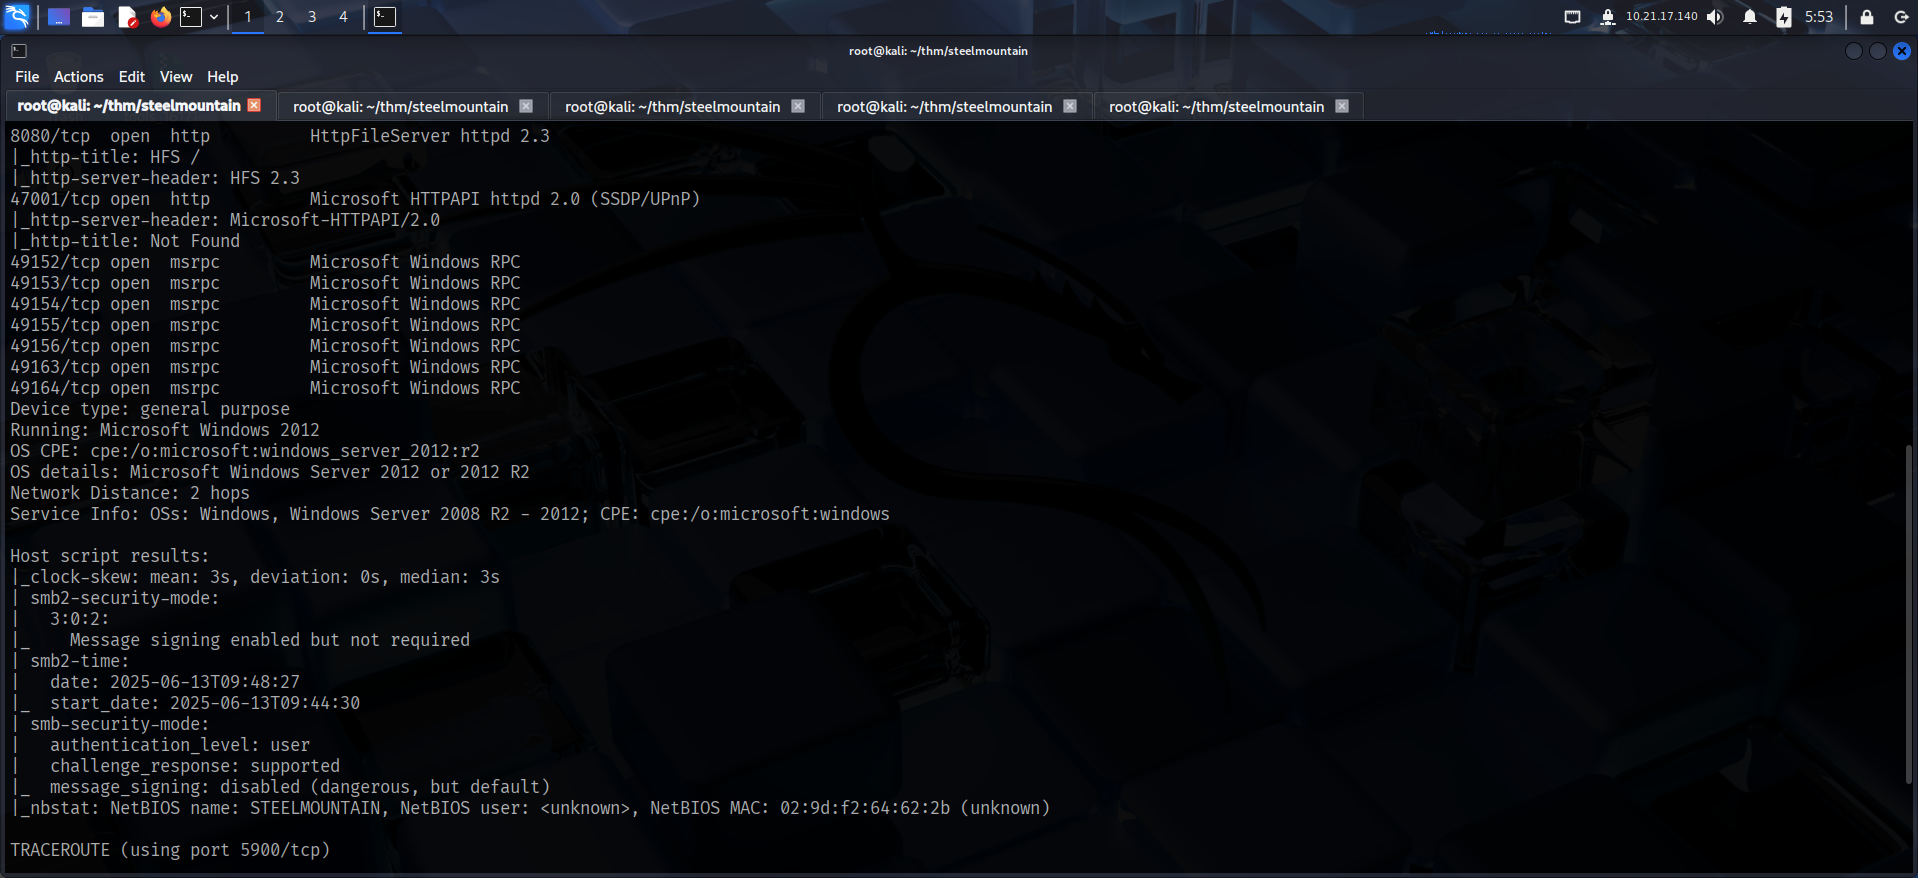 1 2 3 4 10.21.17.140 5:53
root@kali: ~/thm/steelmountain
File Actions Edit View Help
root@kali: ~/thm/steelmountain root@kali: ~/thm/steelmountain root@kali: ~/thm/steelmountain root@kali: ~/thm/steelmountain root@kali: ~/thm/steelmountain
8080/tcp  open  http          HttpFileServer httpd 2.3
|_http-title: HFS /
|_http-server-header: HFS 2.3
47001/tcp open  http          Microsoft HTTPAPI httpd 2.0 (SSDP/UPnP)
|_http-server-header: Microsoft-HTTPAPI/2.0
|_http-title: Not Found
49152/tcp open  msrpc         Microsoft Windows RPC
49153/tcp open  msrpc         Microsoft Windows RPC
49154/tcp open  msrpc         Microsoft Windows RPC
49155/tcp open  msrpc         Microsoft Windows RPC
49156/tcp open  msrpc         Microsoft Windows RPC
49163/tcp open  msrpc         Microsoft Windows RPC
49164/tcp open  msrpc         Microsoft Windows RPC
Device type: general purpose
Running: Microsoft Windows 2012
OS CPE: cpe:/o:microsoft:windows_server_2012:r2
OS details: Microsoft Windows Server 2012 or 2012 R2
Network Distance: 2 hops
Service Info: OSs: Windows, Windows Server 2008 R2 - 2012; CPE: cpe:/o:microsoft:windows
Host script results:
|_clock-skew: mean: 3s, deviation: 0s, median: 3s
| smb2-security-mode:
|   3:0:2:
|_    Message signing enabled but not required
| smb2-time:
|   date: 2025-06-13T09:48:27
|_  start_date: 2025-06-13T09:44:30
| smb-security-mode:
|   authentication_level: user
|   challenge_response: supported
|_  message_signing: disabled (dangerous, but default)
|_nbstat: NetBIOS name: STEELMOUNTAIN, NetBIOS user: <unknown>, NetBIOS MAC: 02:9d:f2:64:62:2b (unknown)
TRACEROUTE (using port 5900/tcp)